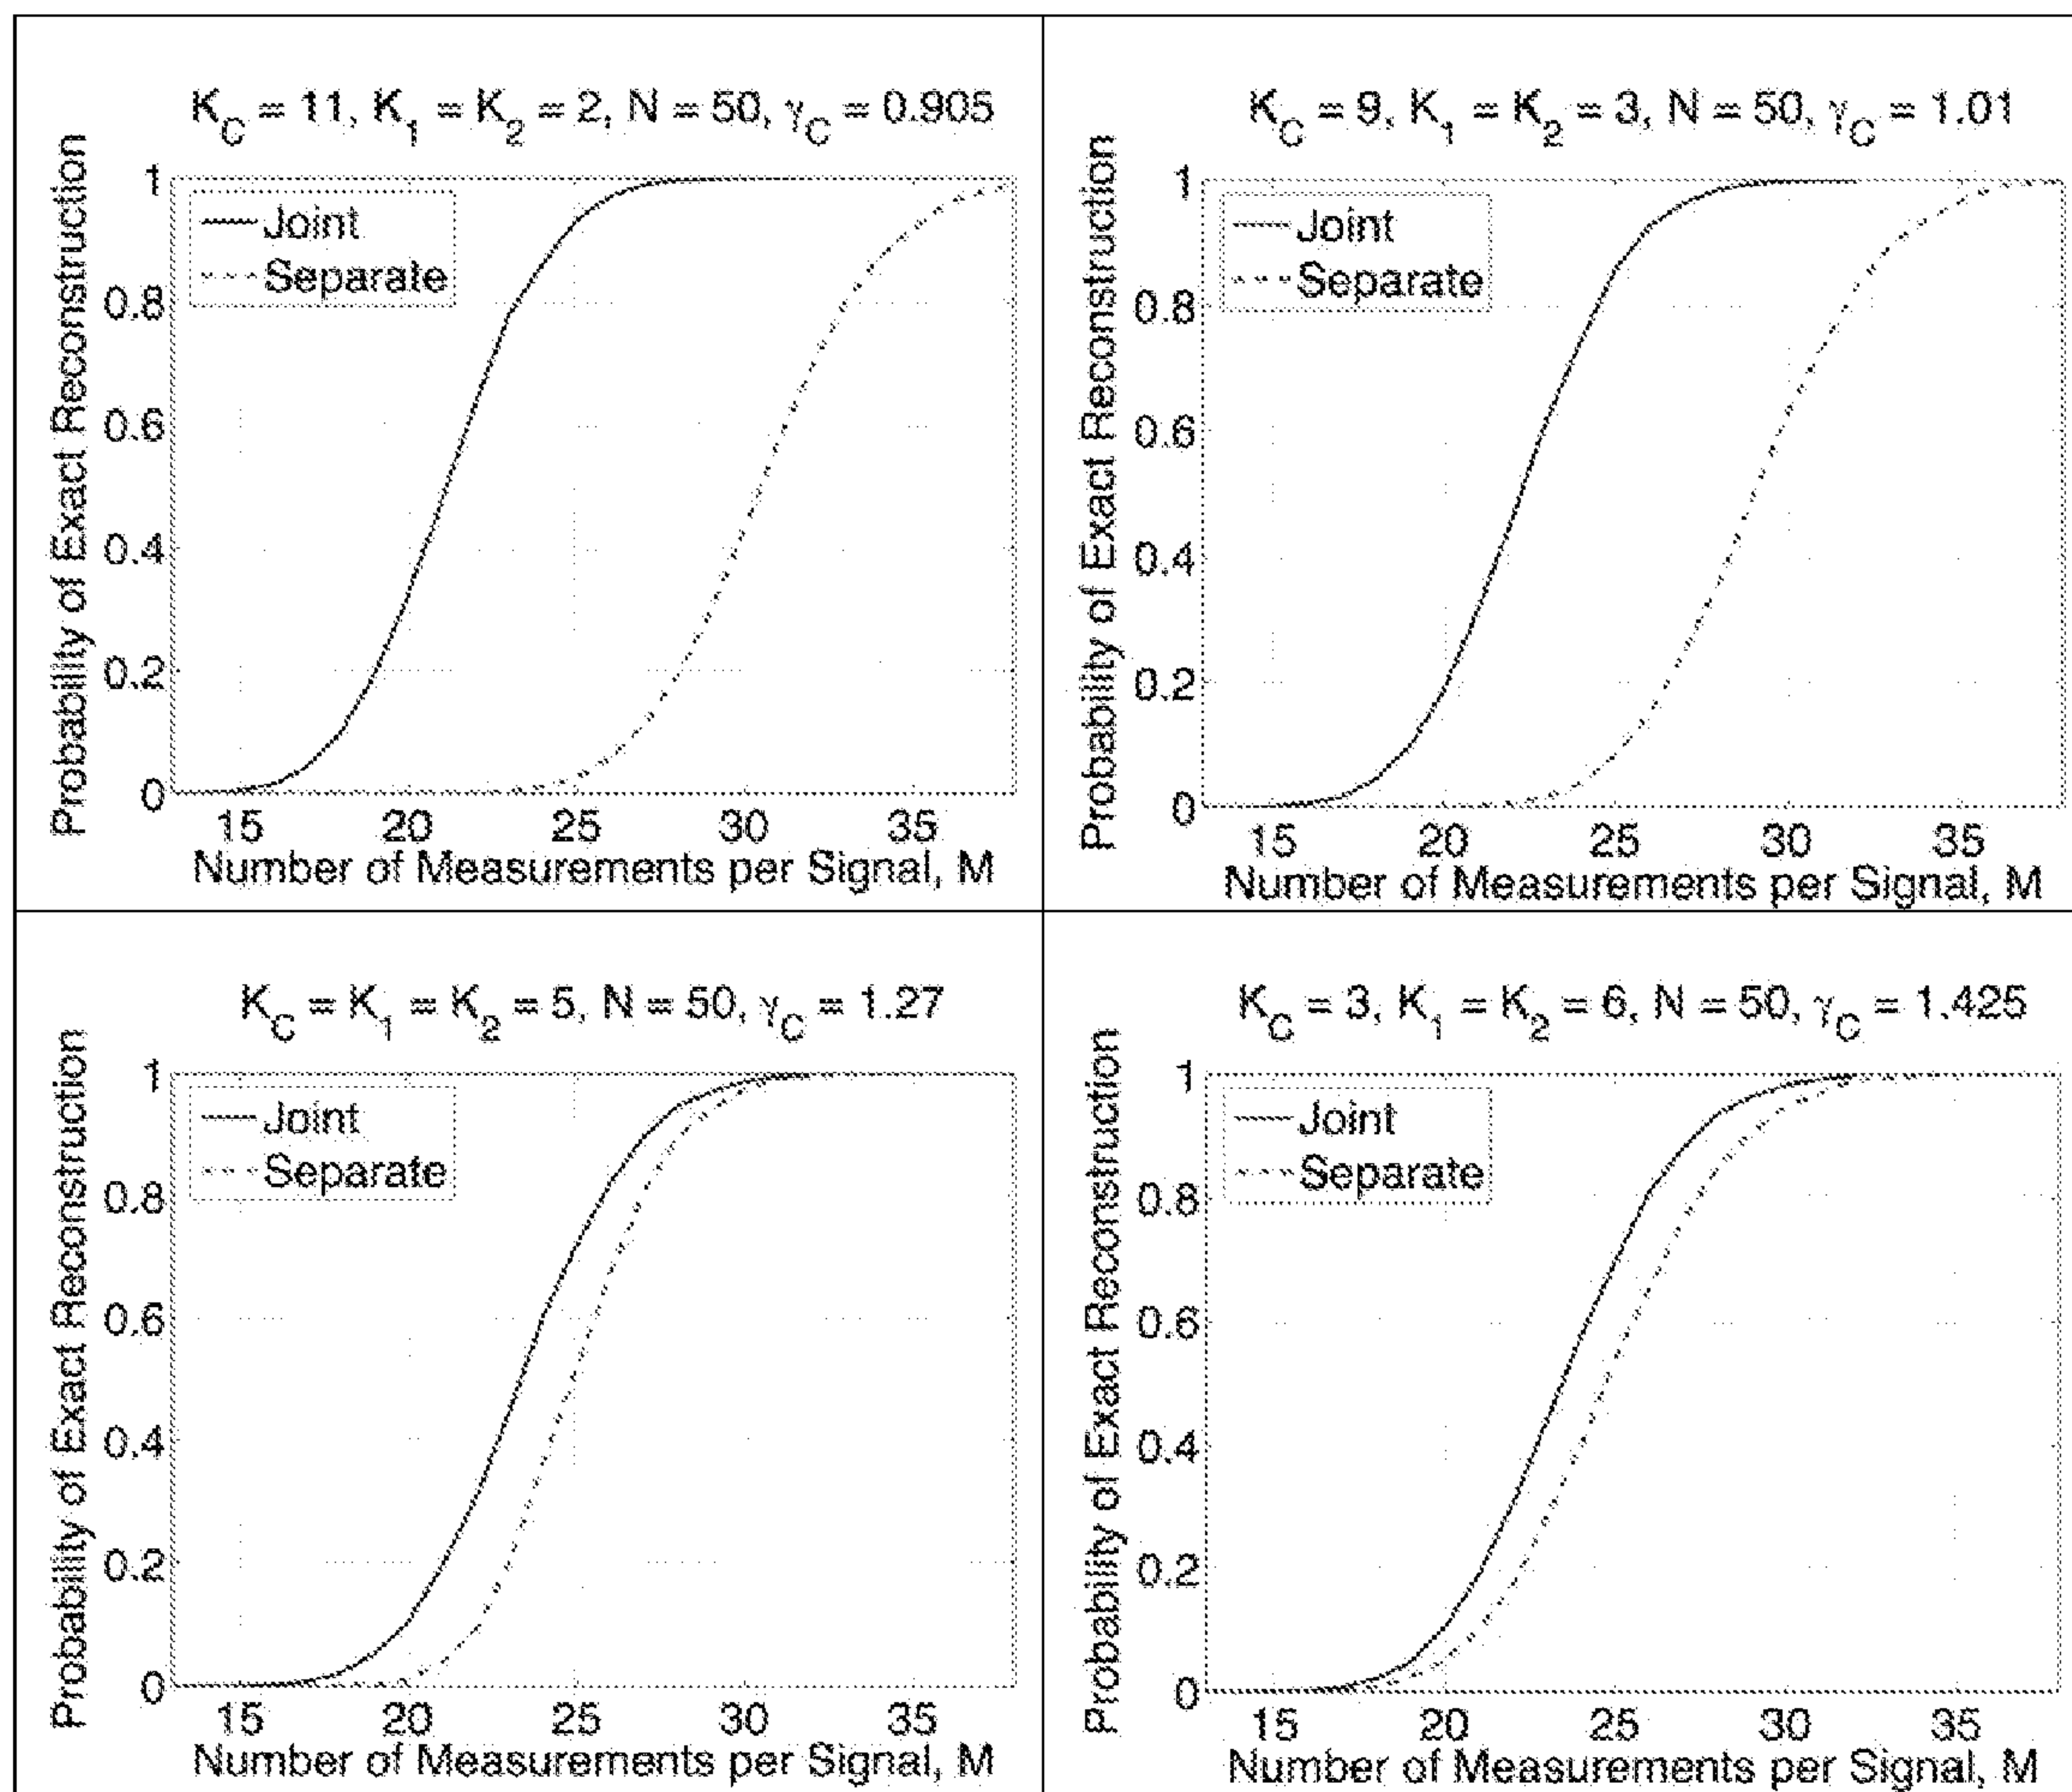 K_C = 11, K_1 = K_2 = 2, N = 50, γ_C = 0.905
Probability of Exact Reconstruction
1
0.8
0.6
0.4
0.2
0
Joint
Separate
15 20 25 30 35
Number of Measurements per Signal, M
K_C = 9, K_1 = K_2 = 3, N = 50, γ_C = 1.01
Probability of Exact Reconstruction
1
0.8
0.6
0.4
0.2
0
Joint
Separate
15 20 25 30 35
Number of Measurements per Signal, M
K_C = K_1 = K_2 = 5, N = 50, γ_C = 1.27
Probability of Exact Reconstruction
1
0.8
0.6
0.4
0.2
0
Joint
Separate
15 20 25 30 35
Number of Measurements per Signal, M
K_C = 3, K_1 = K_2 = 6, N = 50, γ_C = 1.425
Probability of Exact Reconstruction
1
0.8
0.6
0.4
0.2
0
Joint
Separate
15 20 25 30 35
Number of Measurements per Signal, M